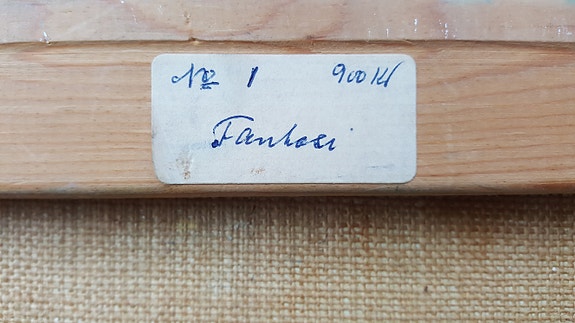 No 1 900 Kr
Fantasi